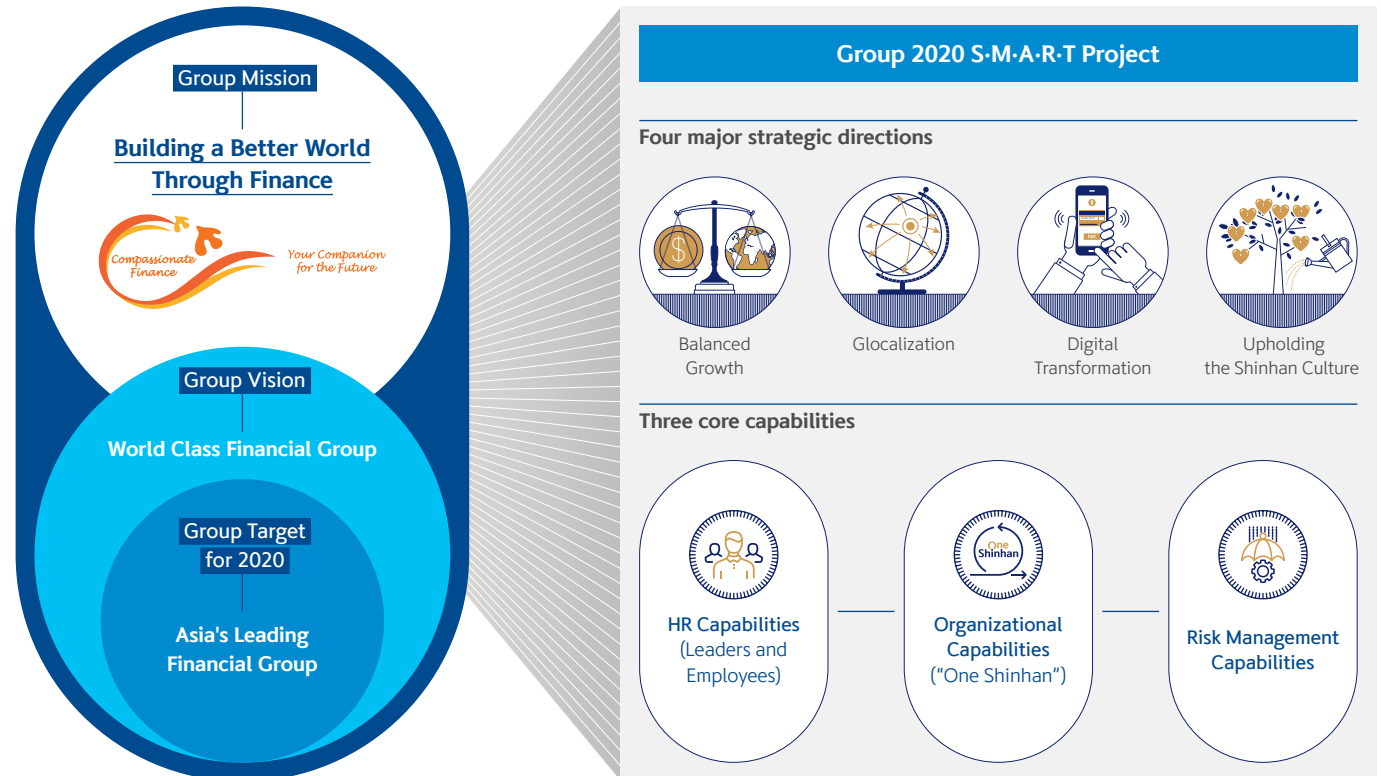 Group Mission
Building a Better World
Through Finance
Compassionate
Finance
Your Companion
for the Future
Group Vision
World Class Financial Group
Group Target
for 2020
Asia's Leading
Financial Group
Group 2020 S·M·A·R·T Project
Four major strategic directions
$
PAY
Balanced
Growth
Glocalization
Digital
Transformation
Upholding
the Shinhan Culture
Three core capabilities
One
Shinhan
HR Capabilities
(Leaders and
Employees)
Organizational
Capabilities
(“One Shinhan”)
Risk Management
Capabilities